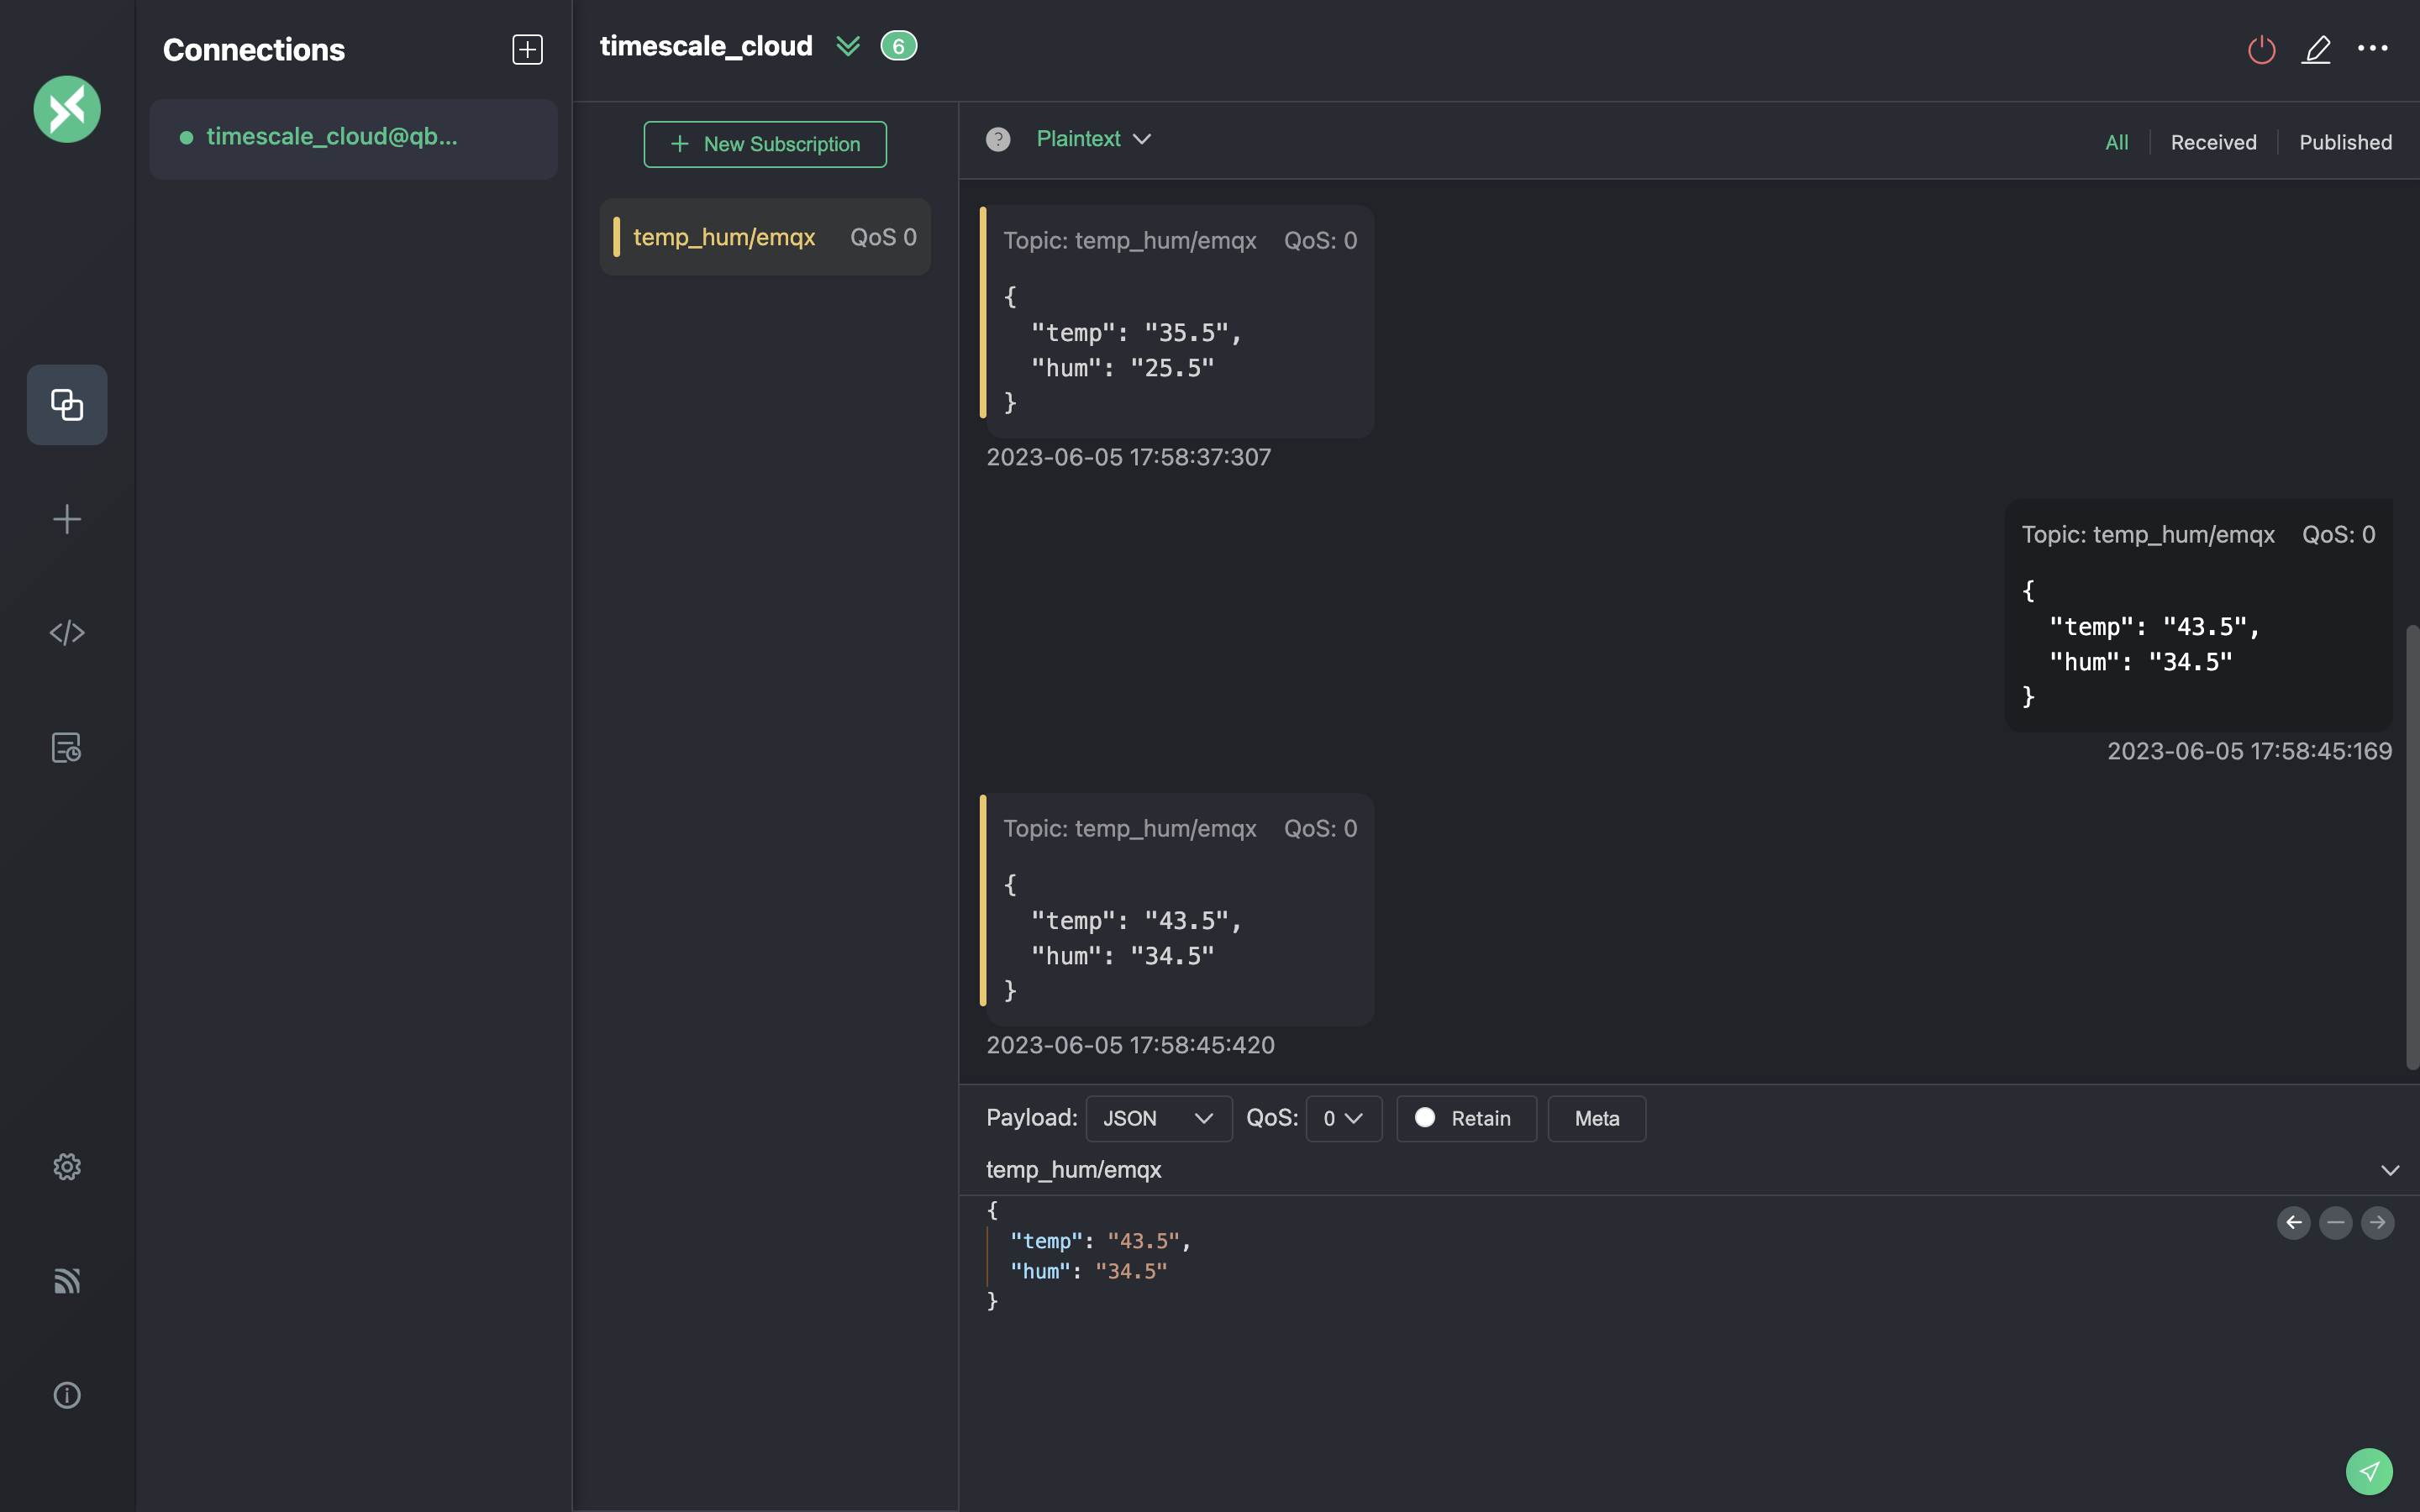 Connections
timescale_cloud@qb...
timescale_cloud 6
New Subscription
temp_hum/emqx QoS 0
Plaintext
All Received Published
Topic: temp_hum/emqx QoS: 0
{
"temp": "35.5",
"hum": "25.5"
}
2023-06-05 17:58:37:307
Topic: temp_hum/emqx QoS: 0
{
"temp": "43.5",
"hum": "34.5"
}
2023-06-05 17:58:45:169
Topic: temp_hum/emqx QoS: 0
{
"temp": "43.5",
"hum": "34.5"
}
2023-06-05 17:58:45:420
Payload: JSON QoS: 0 Retain Meta
temp_hum/emqx
{
"temp": "43.5",
"hum": "34.5"
}